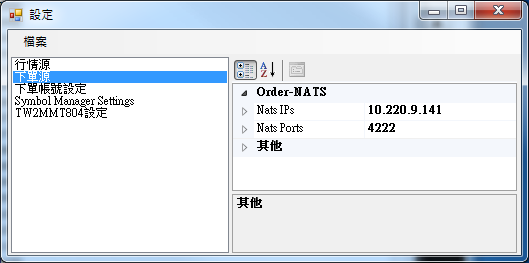 設定
檔案
行情源
下單源
下單帳號設定
Symbol Manager Settings
TW2MMT804設定
Order-NATS
Nats IPs 10.220.9.141
Nats Ports 4222
其他
其他